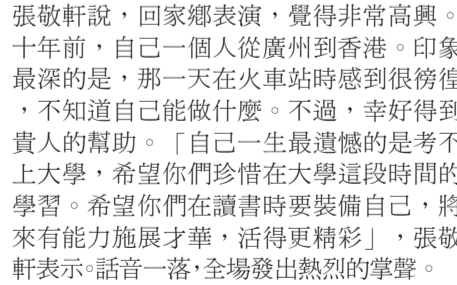 張敬軒說，回家鄉表演，覺得非常高興。
十年前，自己一個人從廣州到香港。印象
最深的是，那一天在火車站時感到很徬徨
，不知道自己能做什麼。不過，幸好得到
貴人的幫助。「自己一生最遺憾的是考不
上大學，希望你們珍惜在大學這段時間的
學習。希望你們在讀書時要裝備自己，將
來有能力施展才華，活得更精彩」，張敬
軒表示。話音一落，全場發出熱烈的掌聲。